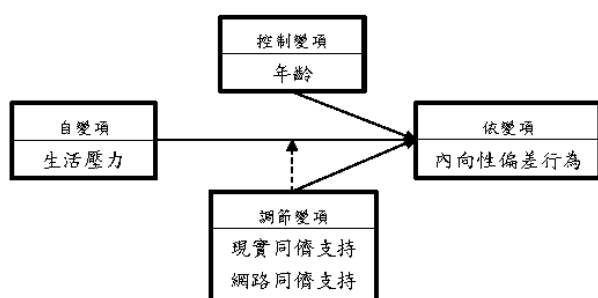 控制變項
年齡
自變項
生活壓力
依變項
內向性偏差行為
調節變項
現實同儕支持
網路同儕支持